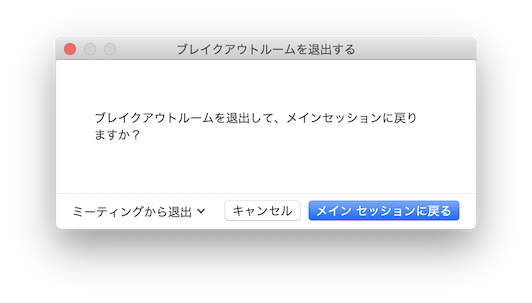 ブレイクアウトルームを退出する
ブレイクアウトルームを退出して、メインセッションに戻り
ますか？
ミーティングから退出 キャンセル メイン セッションに戻る